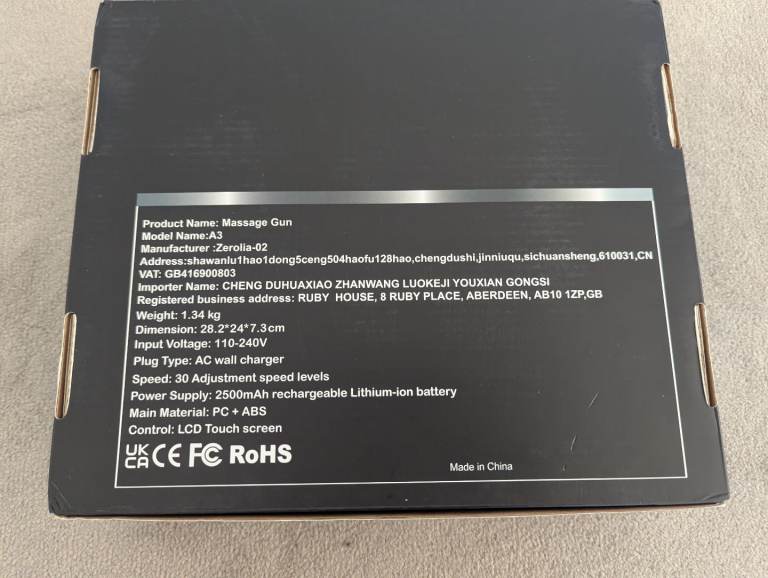 Product Name: Massage Gun
Model Name:A3
Manufacturer :Zerolia-02
Address:shawanlu1hao1dong5ceng504haofu128hao,chengdushi,jinniuqu,sichuansheng,610031,CN
VAT: GB416900803
Importer Name: CHENG DUHUAXIAO ZHANWANG LUOKEJI YOUXIAN GONGSI
Registered business address: RUBY HOUSE, 8 RUBY PLACE, ABERDEEN, AB10 1ZP,GB
Weight: 1.34 kg
Dimension: 28.2*24*7.3cm
Input Voltage: 110-240V
Plug Type: AC wall charger
Speed: 30 Adjustment speed levels
Power Supply: 2500mAh rechargeable Lithium-ion battery
Main Material: PC + ABS
Control: LCD Touch screen
UK CA CE FC RoHS
Made in China